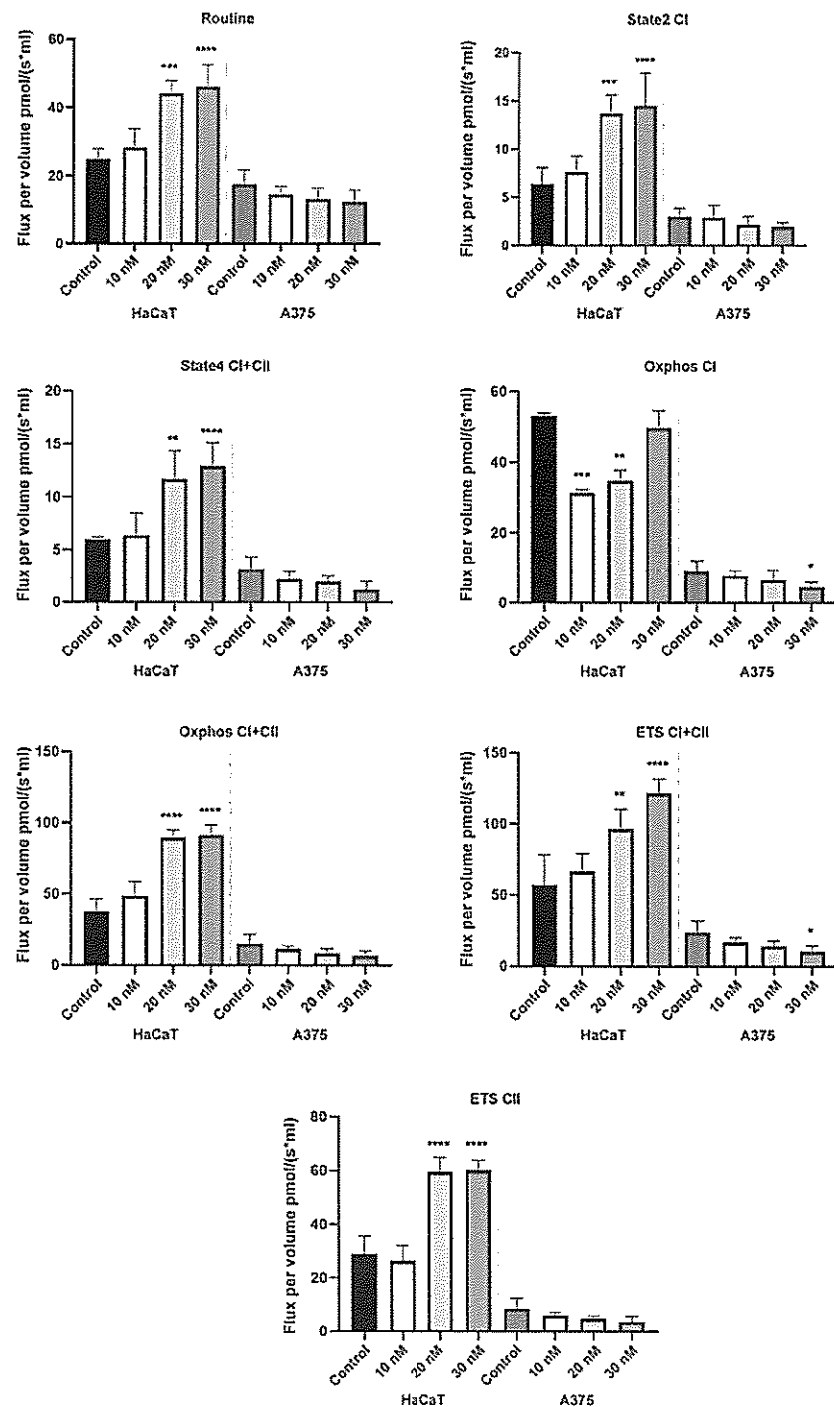 Routine
Flux per volume pmol/(s*ml)
60
40
20
0
***
****
Control
10 nM
20 nM
30 nM
Control
10 nM
20 nM
30 nM
HaCaT
A375
State2 CI
Flux per volume pmol/(s*ml)
20
15
10
5
0
***
****
Control
10 nM
20 nM
30 nM
Control
10 nM
20 nM
30 nM
HaCaT
A375
State4 CI+CII
Flux per volume pmol/(s*ml)
20
15
10
5
0
**
****
Control
10 nM
20 nM
30 nM
Control
10 nM
20 nM
30 nM
HaCaT
A375
Oxphos CI
Flux per volume pmol/(s*ml)
60
40
20
0
***
**
*
Control
10 nM
20 nM
30 nM
Control
10 nM
20 nM
30 nM
HaCaT
A375
Oxphos CI+CII
Flux per volume pmol/(s*ml)
150
100
50
0
****
****
Control
10 nM
20 nM
30 nM
Control
10 nM
20 nM
30 nM
HaCaT
A375
ETS CI+CII
Flux per volume pmol/(s*ml)
150
100
50
0
**
****
*
Control
10 nM
20 nM
30 nM
Control
10 nM
20 nM
30 nM
HaCaT
A375
ETS CII
Flux per volume pmol/(s*ml)
80
60
40
20
0
****
****
Control
10 nM
20 nM
30 nM
Control
10 nM
20 nM
30 nM
HaCaT
A375